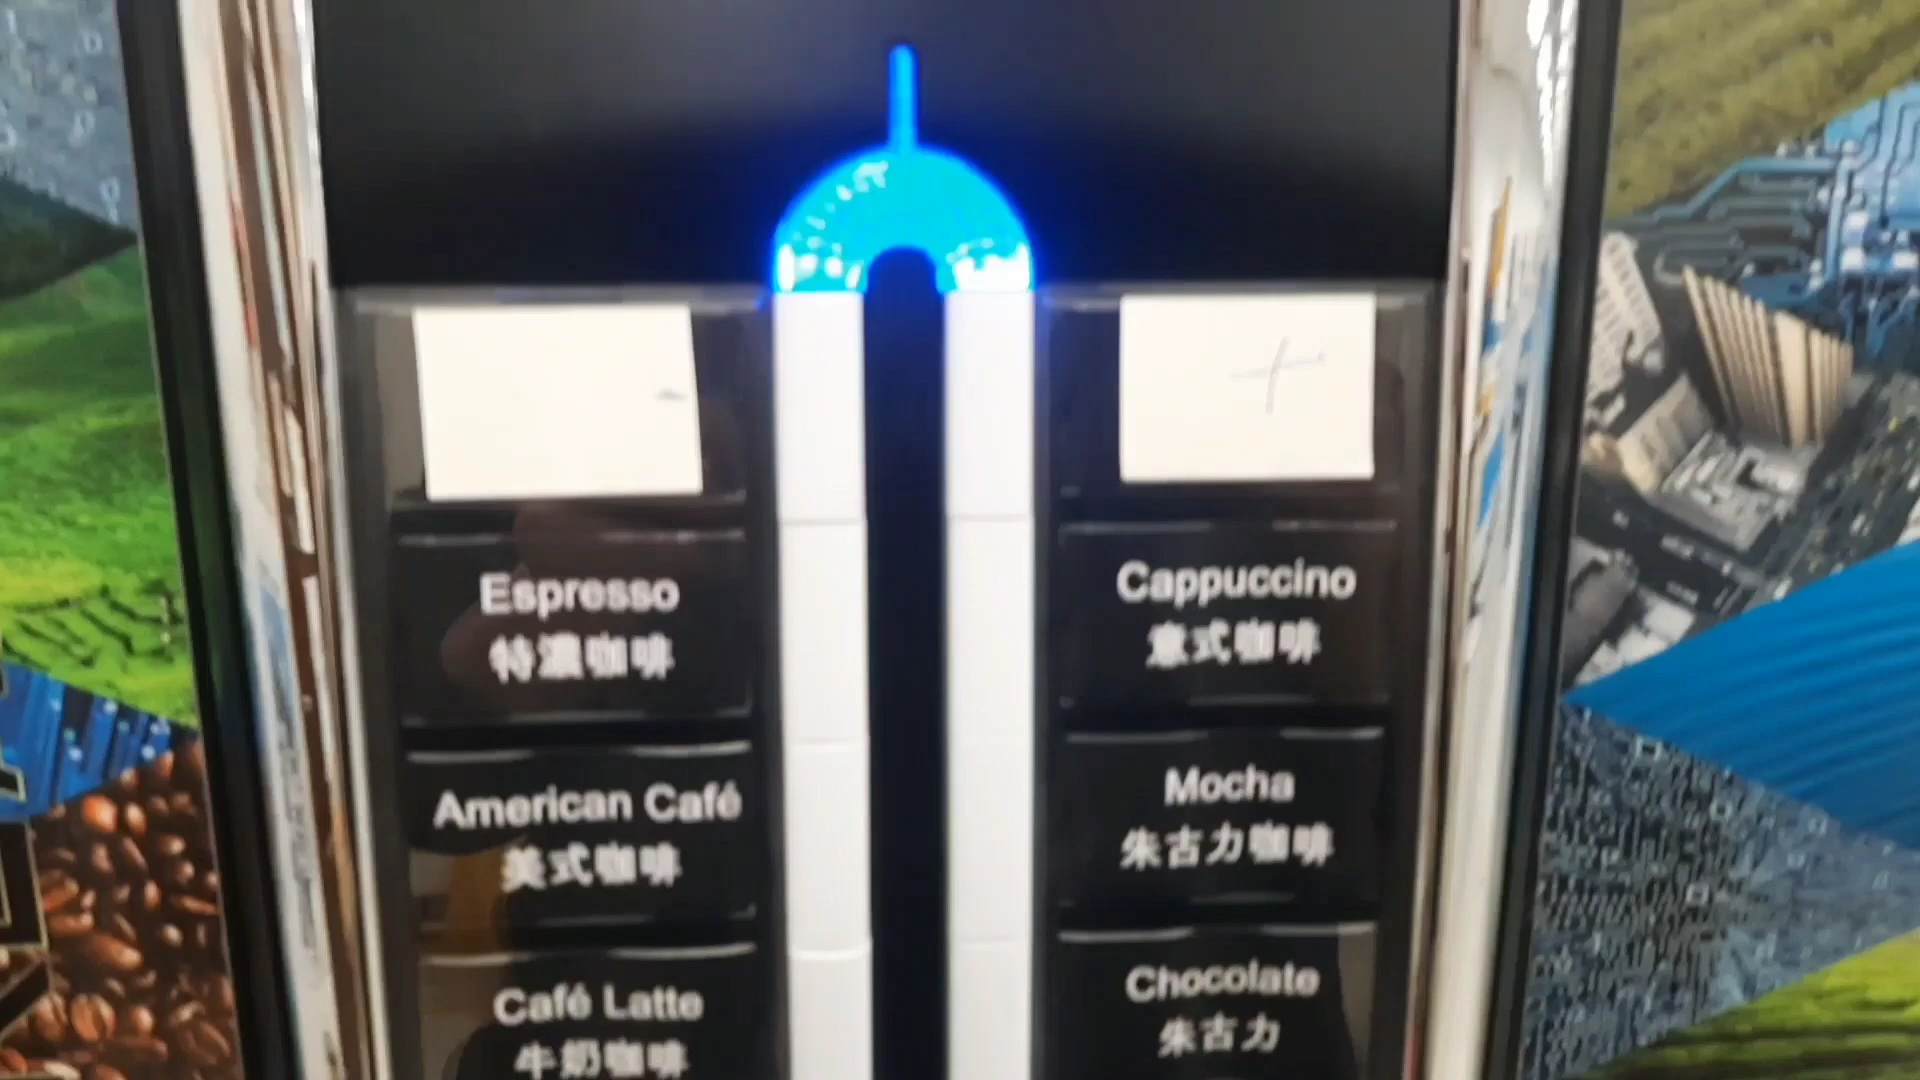 -
+
Espresso
特濃咖啡
Cappuccino
意式咖啡
American Café
美式咖啡
Mocha
朱古力咖啡
Café Latte
牛奶咖啡
Chocolate
朱古力